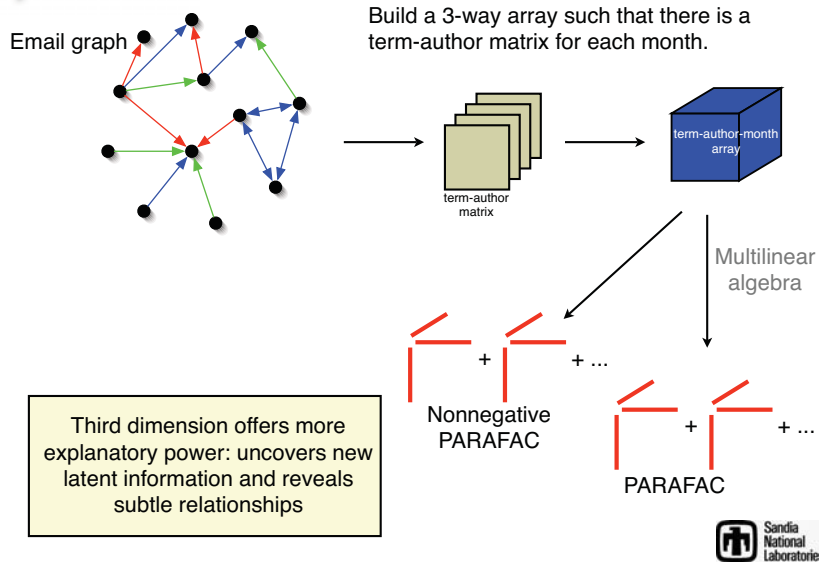 Email graph
Build a 3-way array such that there is a
term-author matrix for each month.
term-author
matrix
term-author-month
array
Multilinear
algebra
+ + ...
Nonnegative
PARAFAC
+ + ...
PARAFAC
Third dimension offers more
explanatory power: uncovers new
latent information and reveals
subtle relationships
Sandia
National
Laboratories